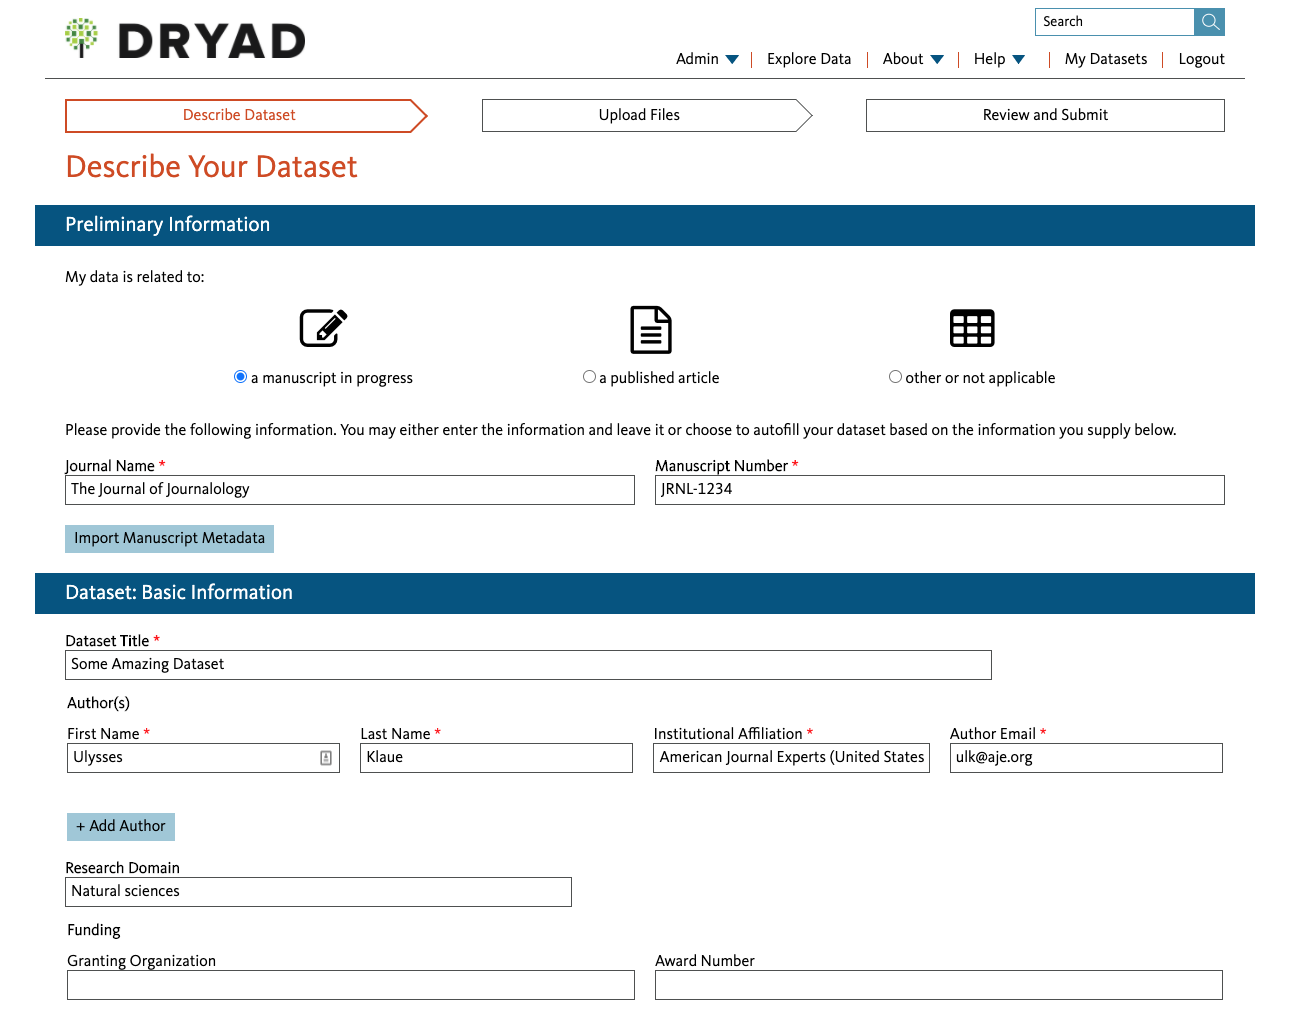 DRYAD
Search
Admin Explore Data About Help My Datasets Logout
Describe Dataset Upload Files Review and Submit
Describe Your Dataset
Preliminary Information
My data is related to:
a manuscript in progress a published article other or not applicable
Please provide the following information. You may either enter the information and leave it or choose to autofill your dataset based on the information you supply below.
Journal Name * Manuscript Number *
The Journal of Journalology JRNL-1234
Import Manuscript Metadata
Dataset: Basic Information
Dataset Title *
Some Amazing Dataset
Author(s)
First Name * Last Name * Institutional Affiliation * Author Email *
Ulysses Klaue American Journal Experts (United States ulk@aje.org
+ Add Author
Research Domain
Natural sciences
Funding
Granting Organization Award Number